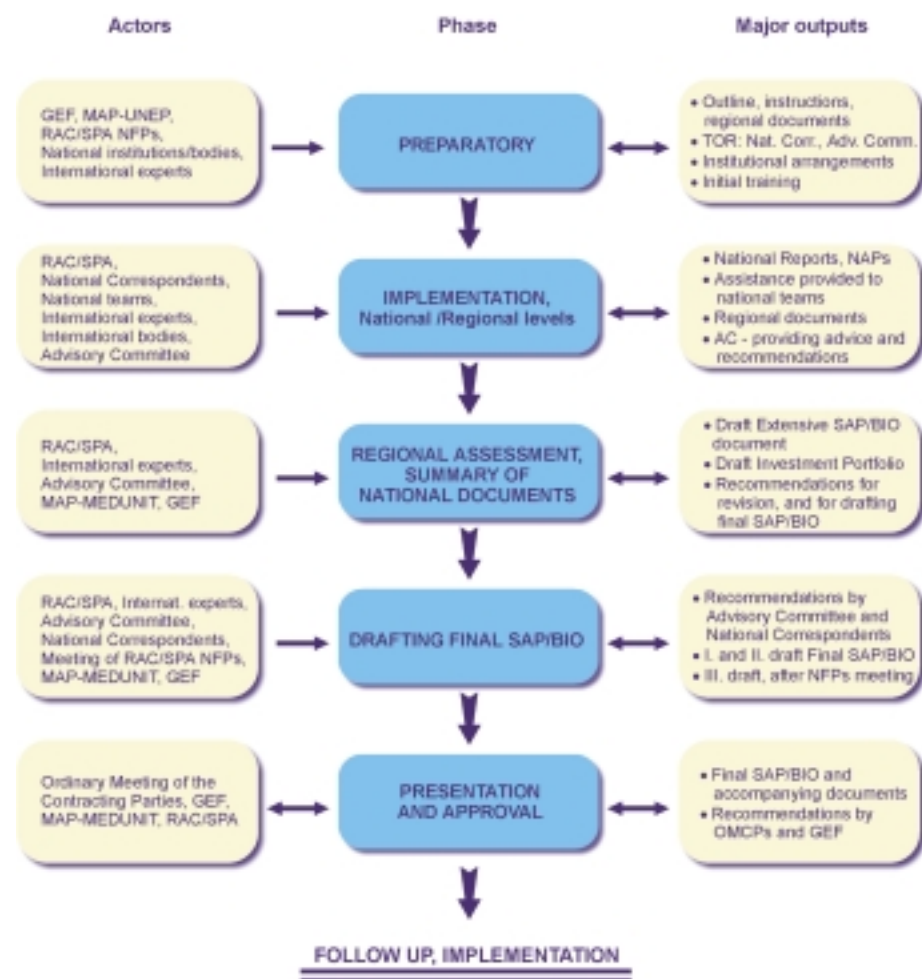 Actors
Phase
Major outputs
GEF, MAP-UNEP,
RAC/SPA NFPs,
National institutions/bodies,
International experts
PREPARATORY
• Outline, instructions,
regional documents
• TOR: Nat. Corr., Adv. Comm.
• Institutional arrangements
• Initial training
RAC/SPA,
National Correspondents,
National teams,
International experts,
International bodies,
Advisory Committee
IMPLEMENTATION,
National /Regional levels
• National Reports, NAPs
• Assistance provided to
national teams
• Regional documents
• AC - providing advice and
recommendations
RAC/SPA,
International experts,
Advisory Committee,
MAP-MEDUNIT, GEF
REGIONAL ASSESSMENT,
SUMMARY OF
NATIONAL DOCUMENTS
• Draft Extensive SAP/BIO
document
• Draft Investment Portfolio
• Recommendations for
revision, and for drafting
final SAP/BIO
RAC/SPA, Internat. experts,
Advisory Committee,
National Correspondents,
Meeting of RAC/SPA NFPs,
MAP-MEDUNIT, GEF
DRAFTING FINAL SAP/BIO
• Recommendations by
Advisory Committee and
National Correspondents
• I. and II. draft Final SAP/BIO
• III. draft, after NFPs meeting
Ordinary Meeting of the
Contracting Parties, GEF,
MAP-MEDUNIT, RAC/SPA
PRESENTATION
AND APPROVAL
• Final SAP/BIO and
accompanying documents
• Recommendations by
OMCPs and GEF
FOLLOW UP, IMPLEMENTATION